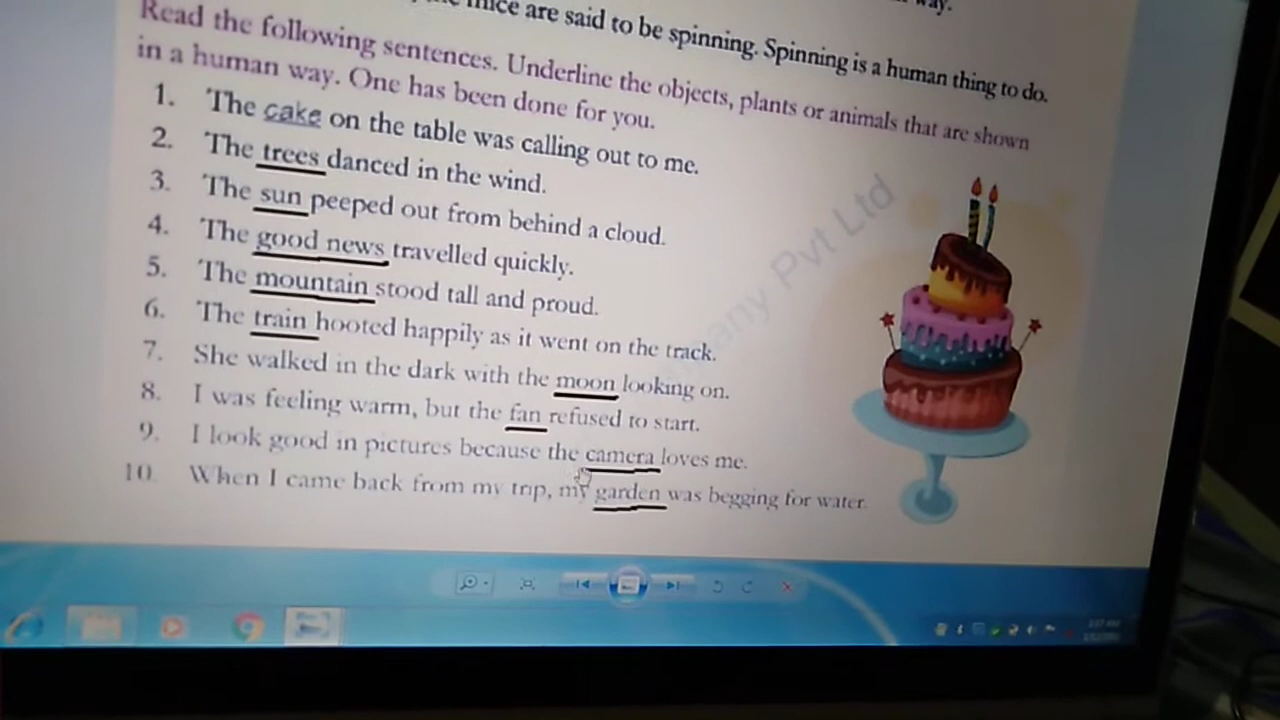 way.
mice are said to be spinning. Spinning is a human thing to do.
Read the following sentences. Underline the objects, plants or animals that are shown
in a human way. One has been done for you.
1. The cake on the table was calling out to me.
2. The trees danced in the wind.
3. The sun peeped out from behind a cloud.
4. The good news travelled quickly.
5. The mountain stood tall and proud.
6. The train hooted happily as it went on the track.
7. She walked in the dark with the moon looking on.
8. I was feeling warm, but the fan refused to start.
9. I look good in pictures because the camera loves me.
10. When I came back from my trip, my garden was begging for water.
Pvt Ltd